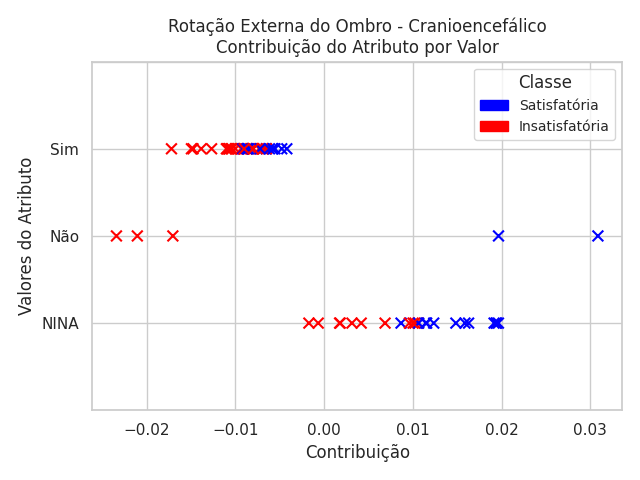 Rotação Externa do Ombro - Cranioencefálico
Contribuição do Atributo por Valor
Classe
Satisfatória
Insatisfatória
Sim
Não
NINA
Valores do Atributo
−0.02
−0.01
0.00
0.01
0.02
0.03
Contribuição